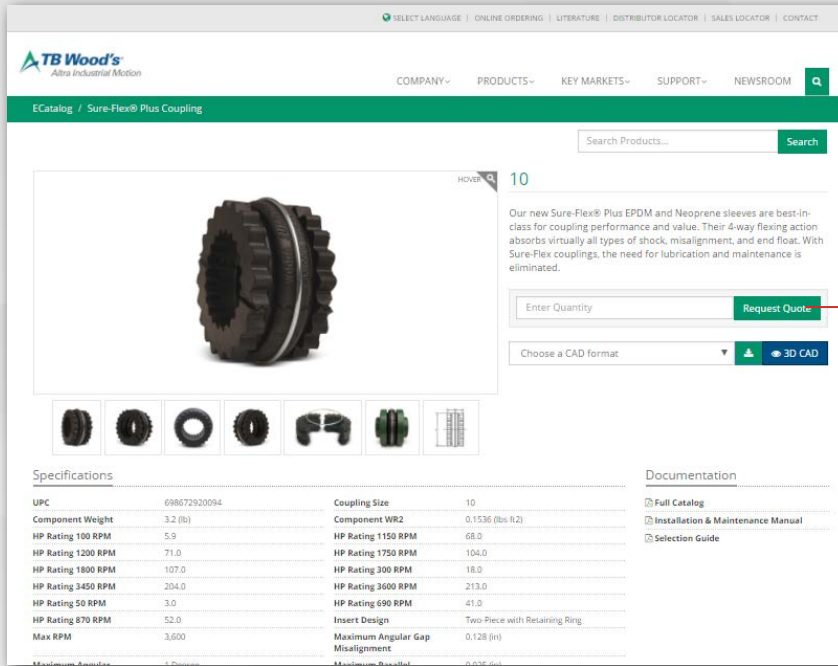 SELECT LANGUAGE | ONLINE ORDERING | LITERATURE | DISTRIBUTOR LOCATOR | SALES LOCATOR | CONTACT
TB Wood's
Altra Industrial Motion
COMPANY PRODUCTS KEY MARKETS SUPPORT NEWSROOM
ECatalog / Sure-Flex® Plus Coupling
Search Products... Search
HOVER
10
Our new Sure-Flex® Plus EPDM and Neoprene sleeves are best-in-
class for coupling performance and value. Their 4-way flexing action
absorbs virtually all types of shock, misalignment, and end float. With
Sure-Flex couplings, the need for lubrication and maintenance is
eliminated.
Enter Quantity Request Quote
Choose a CAD format 3D CAD
Specifications
UPC 698672920094 Coupling Size 10
Component Weight 3.2 (lb) Component WR2 0.1536 (lbs ft2)
HP Rating 100 RPM 5.9 HP Rating 1150 RPM 68.0
HP Rating 1200 RPM 71.0 HP Rating 1750 RPM 104.0
HP Rating 1800 RPM 107.0 HP Rating 300 RPM 18.0
HP Rating 3450 RPM 204.0 HP Rating 3600 RPM 213.0
HP Rating 50 RPM 3.0 HP Rating 690 RPM 41.0
HP Rating 870 RPM 52.0 Insert Design Two-Piece with Retaining Ring
Max RPM 3,600 Maximum Angular Gap 0.128 (in)
Misalignment
Maximum Angular 1 Degree Maximum Parallel 0.035 (in)
Documentation
Full Catalog
Installation & Maintenance Manual
Selection Guide